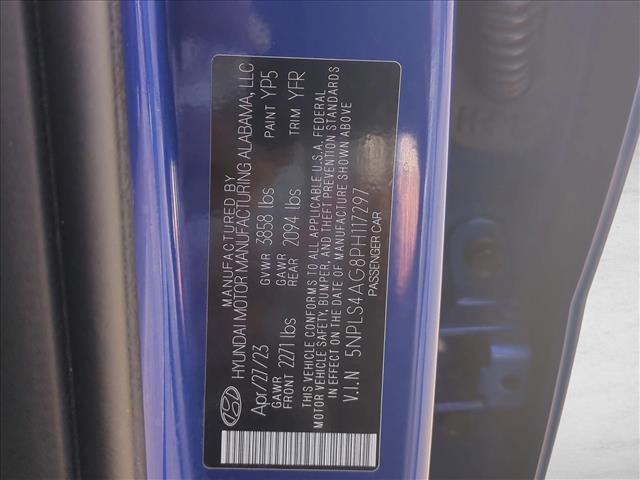 MANUFACTURED BY
HYUNDAI MOTOR MANUFACTURING ALABAMA, LLC
Apr/27/23 GVWR 3858 lbs PAINT YP5
GAWR FRONT 2271 lbs GAWR REAR 2094 lbs TRIM YFR
THIS VEHICLE CONFORMS TO ALL APPLICABLE U.S.A. FEDERAL
MOTOR VEHICLE SAFETY, BUMPER, AND THEFT PREVENTION STANDARDS
IN EFFECT ON THE DATE OF MANUFACTURE SHOWN ABOVE
V.I.N 5NPLS4AG8PH117297
PASSENGER CAR